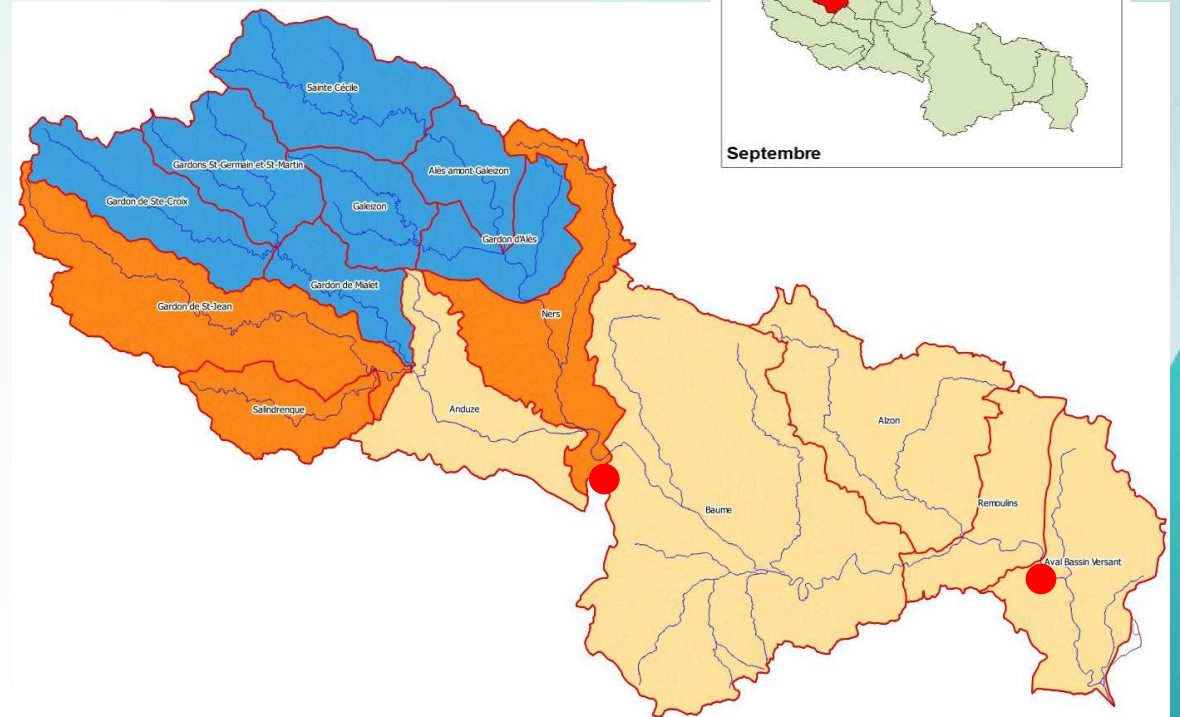 Septembre
Sainte Cécile
Gardons St-Germain et St-Martin
Alès amont Galeizon
Gardon de Ste-Croix
Galeizon
Gardon d'Alès
Gardon de Mialet
Gardon de St-Jean
Ners
Salindrenque
Anduze
Alzon
Baume
Remoulins
Aval Bassin Versant